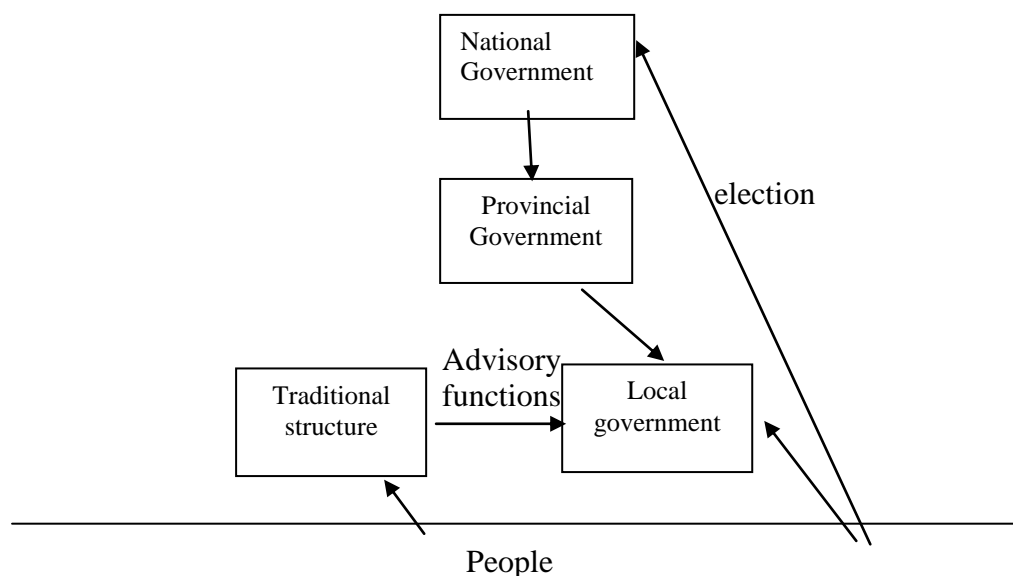 National
Government
election
Provincial
Government
Advisory
functions
Traditional
structure
Local
government
People